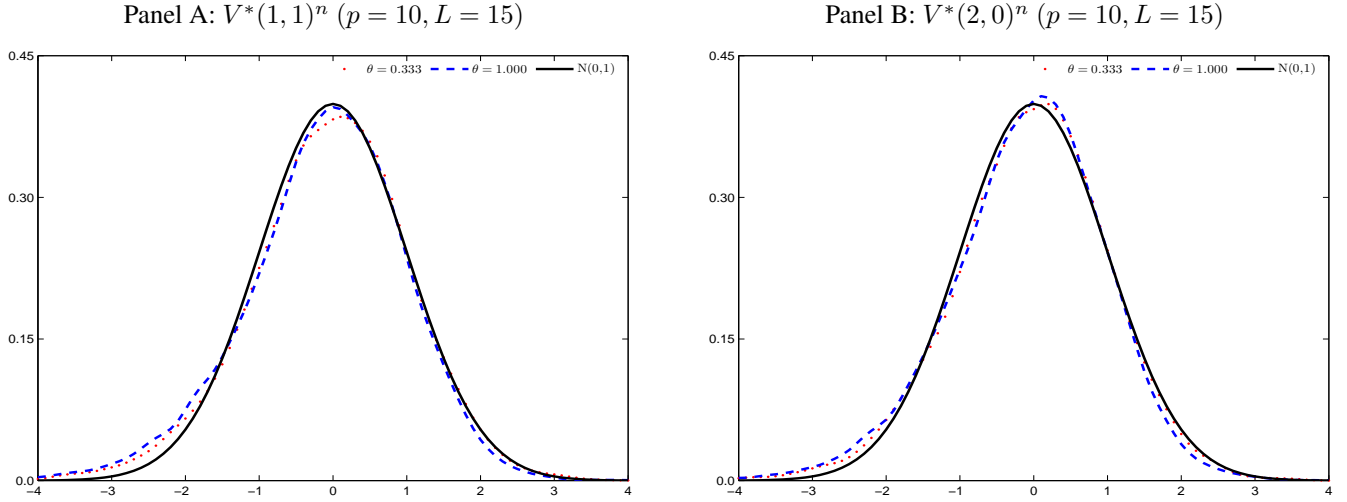 Panel A: V*(1, 1)^n (p = 10, L = 15)
0.45
0.30
0.15
0.0
−4 −3 −2 −1 0 1 2 3 4
θ = 0.333 θ = 1.000 N(0,1)
Panel B: V*(2, 0)^n (p = 10, L = 15)
0.45
0.30
0.15
0.0
−4 −3 −2 −1 0 1 2 3 4
θ = 0.333 θ = 1.000 N(0,1)